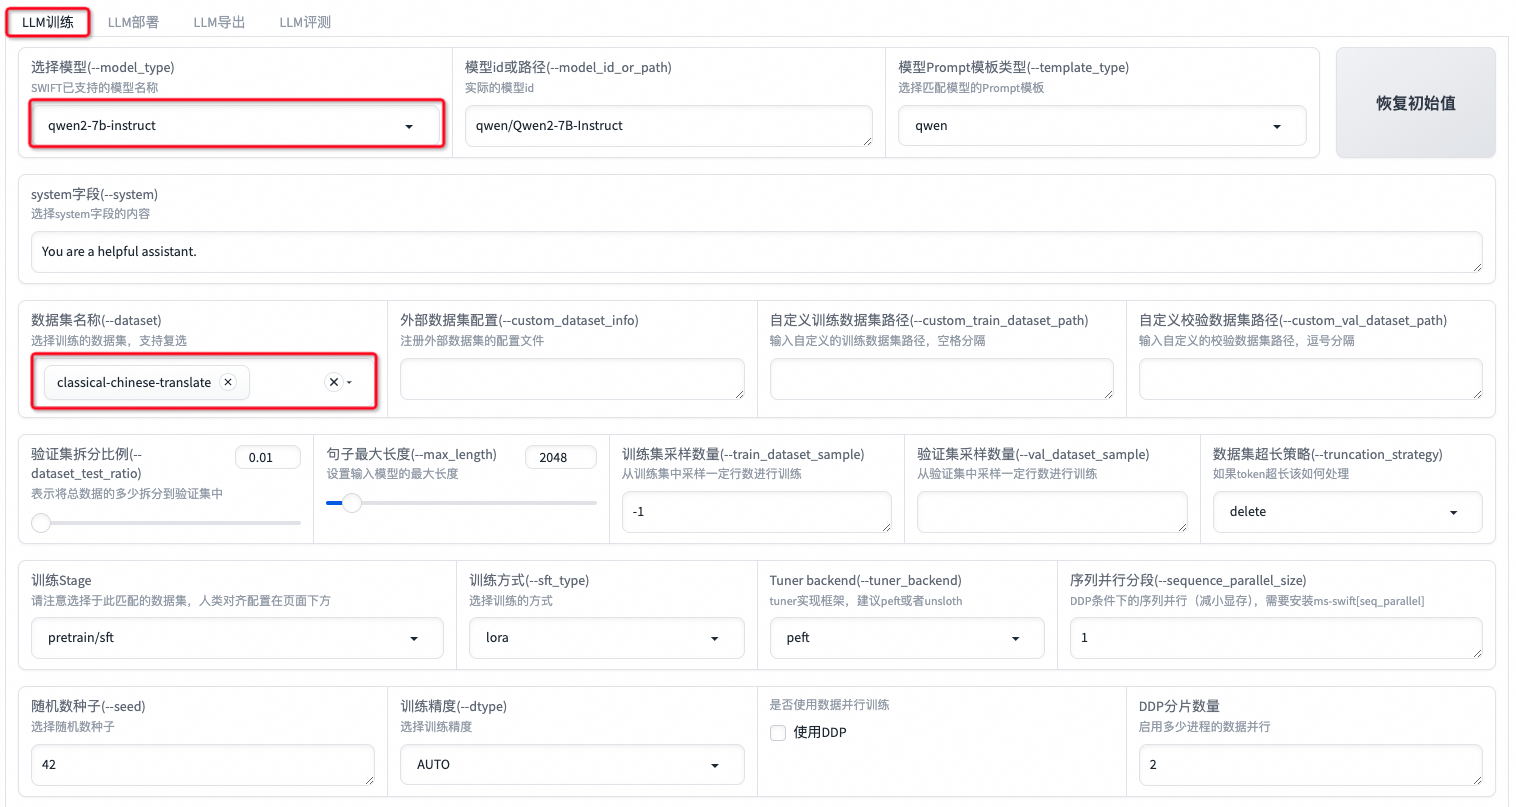 LLM训练 LLM部署 LLM导出 LLM评测
选择模型(--model_type)
SWIFT已支持的模型名称
qwen2-7b-instruct
模型id或路径(--model_id_or_path)
实际的模型id
qwen/Qwen2-7B-Instruct
模型Prompt模板类型(--template_type)
选择匹配模型的Prompt模板
qwen
恢复初始值
system字段(--system)
选择system字段的内容
You are a helpful assistant.
数据集名称(--dataset)
选择训练的数据集，支持复选
classical-chinese-translate
外部数据集配置(--custom_dataset_info)
注册外部数据集的配置文件
自定义训练数据集路径(--custom_train_dataset_path)
输入自定义的训练数据集路径，空格分隔
自定义校验数据集路径(--custom_val_dataset_path)
输入自定义的校验数据集路径，逗号分隔
验证集拆分比例(--
dataset_test_ratio)
0.01
表示将总数据的多少拆分到验证集中
句子最大长度(--max_length)
2048
设置输入模型的最大长度
训练集采样数量(--train_dataset_sample)
从训练集中采样一定行数进行训练
-1
验证集采样数量(--val_dataset_sample)
从验证集中采样一定行数进行训练
数据集超长策略(--truncation_strategy)
如果token超长该如何处理
delete
训练Stage
请注意选择于此匹配的数据集，人类对齐配置在页面下方
pretrain/sft
训练方式(--sft_type)
选择训练的方式
lora
Tuner backend(--tuner_backend)
tuner实现框架，建议peft或者unsloth
peft
序列并行分段(--sequence_parallel_size)
DDP条件下的序列并行（减小显存），需要安装ms-swift[seq_parallel]
1
随机数种子(--seed)
选择随机数种子
42
训练精度(--dtype)
选择训练精度
AUTO
是否使用数据并行训练
使用DDP
DDP分片数量
启用多少进程的数据并行
2